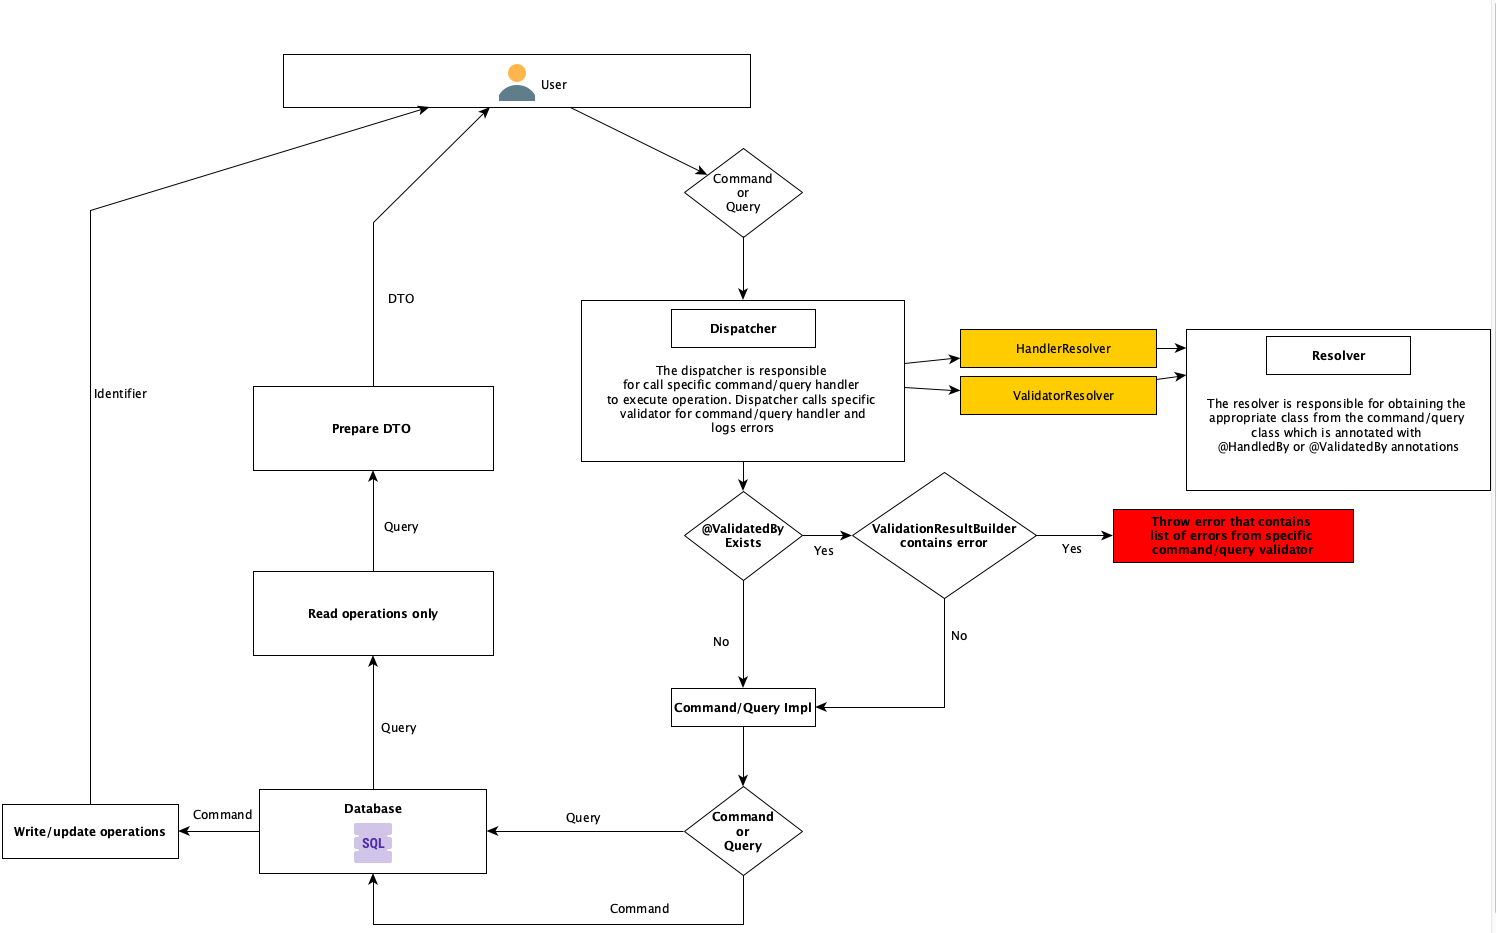 User
Command
or
Query
DTO
Dispatcher
The dispatcher is responsible
for call specific command/query handler
to execute operation. Dispatcher calls specific
validator for command/query handler and
logs errors
HandlerResolver
ValidatorResolver
Resolver
The resolver is responsible for obtaining the
appropriate class from the command/query
class which is annotated with
@HandledBy or @ValidatedBy annotations
Identifier
Prepare DTO
Query
@ValidatedBy
Exists
Yes
ValidationResultBuilder
contains error
Yes
Throw error that contains
list of errors from specific
command/query validator
Read operations only
No
No
Query
Command/Query Impl
Write/update operations
Command
Database
SQL
Query
Command
or
Query
Command